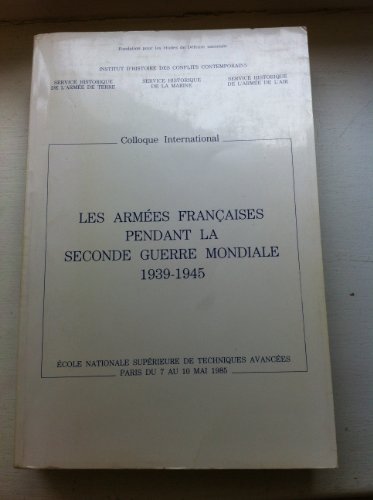 Fondation pour les études de Défense nationale
INSTITUT D'HISTOIRE DES CONFLITS CONTEMPORAINS
SERVICE HISTORIQUE
DE L'ARMÉE DE TERRE
SERVICE HISTORIQUE
DE LA MARINE
SERVICE HISTORIQUE
DE L'ARMÉE DE L'AIR
Colloque International
LES ARMÉES FRANÇAISES
PENDANT LA
SECONDE GUERRE MONDIALE
1939-1945
ÉCOLE NATIONALE SUPÉRIEURE DE TECHNIQUES AVANCÉES
PARIS DU 7 AU 10 MAI 1985